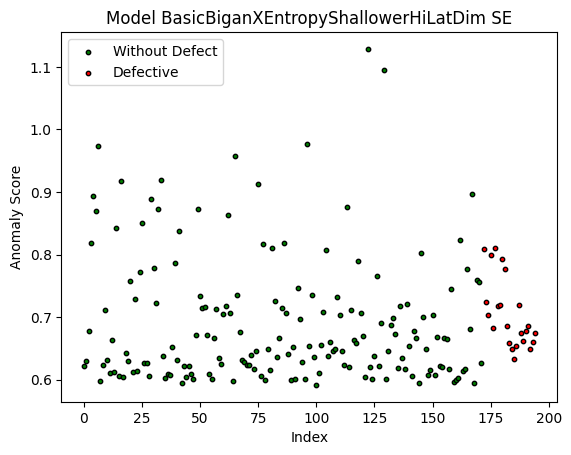 Model BasicBiganXEntropyShallowerHiLatDim SE
Without Defect
Defective
1.1
1.0
0.9
0.8
0.7
0.6
Anomaly Score
0 25 50 75 100 125 150 175 200
Index